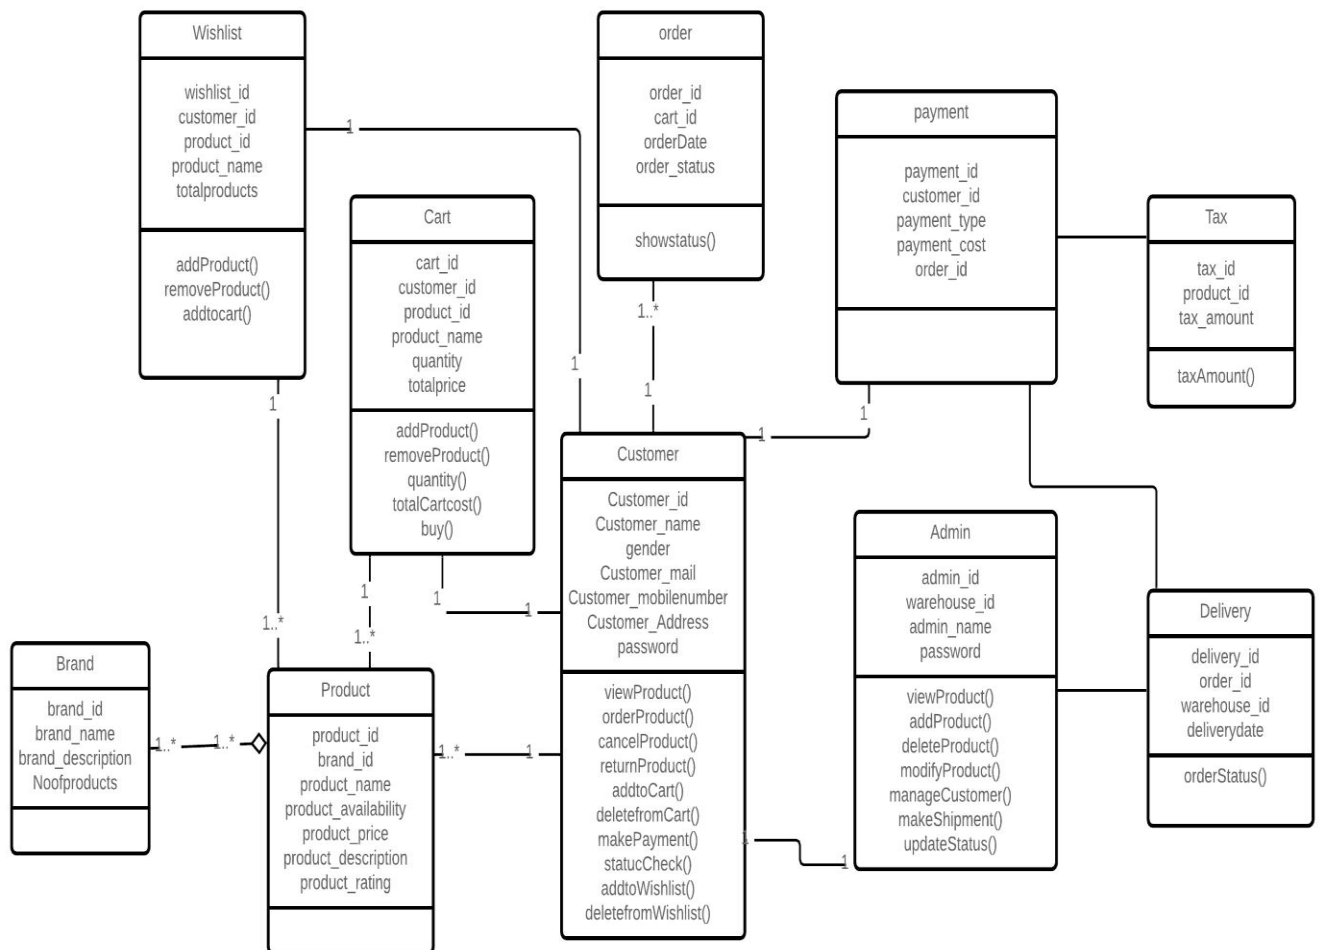 Wishlist
wishlist_id
customer_id
product_id
product_name
totalproducts
addProduct()
removeProduct()
addtocart()
1
1
1
1..*
order
order_id
cart_id
orderDate
order_status
showstatus()
1..*
1
payment
payment_id
customer_id
payment_type
payment_cost
order_id
1
1
Tax
tax_id
product_id
tax_amount
taxAmount()
Cart
cart_id
customer_id
product_id
product_name
quantity
totalprice
addProduct()
removeProduct()
quantity()
totalCartcost()
buy()
1
1..*
1
1
Customer
Customer_id
Customer_name
gender
Customer_mail
Customer_mobilenumber
Customer_Address
password
viewProduct()
orderProduct()
cancelProduct()
returnProduct()
addtoCart()
deletefromCart()
makePayment()
statucCheck()
addtoWishlist()
deletefromWishlist()
1
1
Admin
admin_id
warehouse_id
admin_name
password
viewProduct()
addProduct()
deleteProduct()
modifyProduct()
manageCustomer()
makeShipment()
updateStatus()
Delivery
delivery_id
order_id
warehouse_id
deliverydate
orderStatus()
Brand
brand_id
brand_name
brand_description
Noofproducts
1..*
1..*
Product
product_id
brand_id
product_name
product_availability
product_price
product_description
product_rating
1..*
1